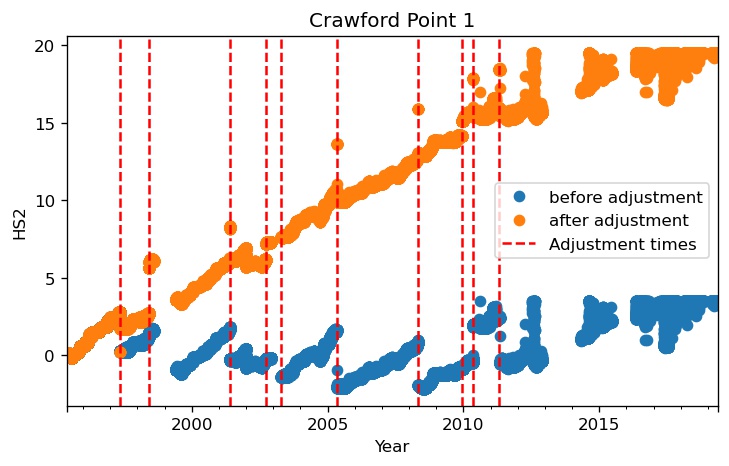 Crawford Point 1
20
15
10
5
0
HS2
before adjustment
after adjustment
Adjustment times
2000 2005 2010 2015
Year